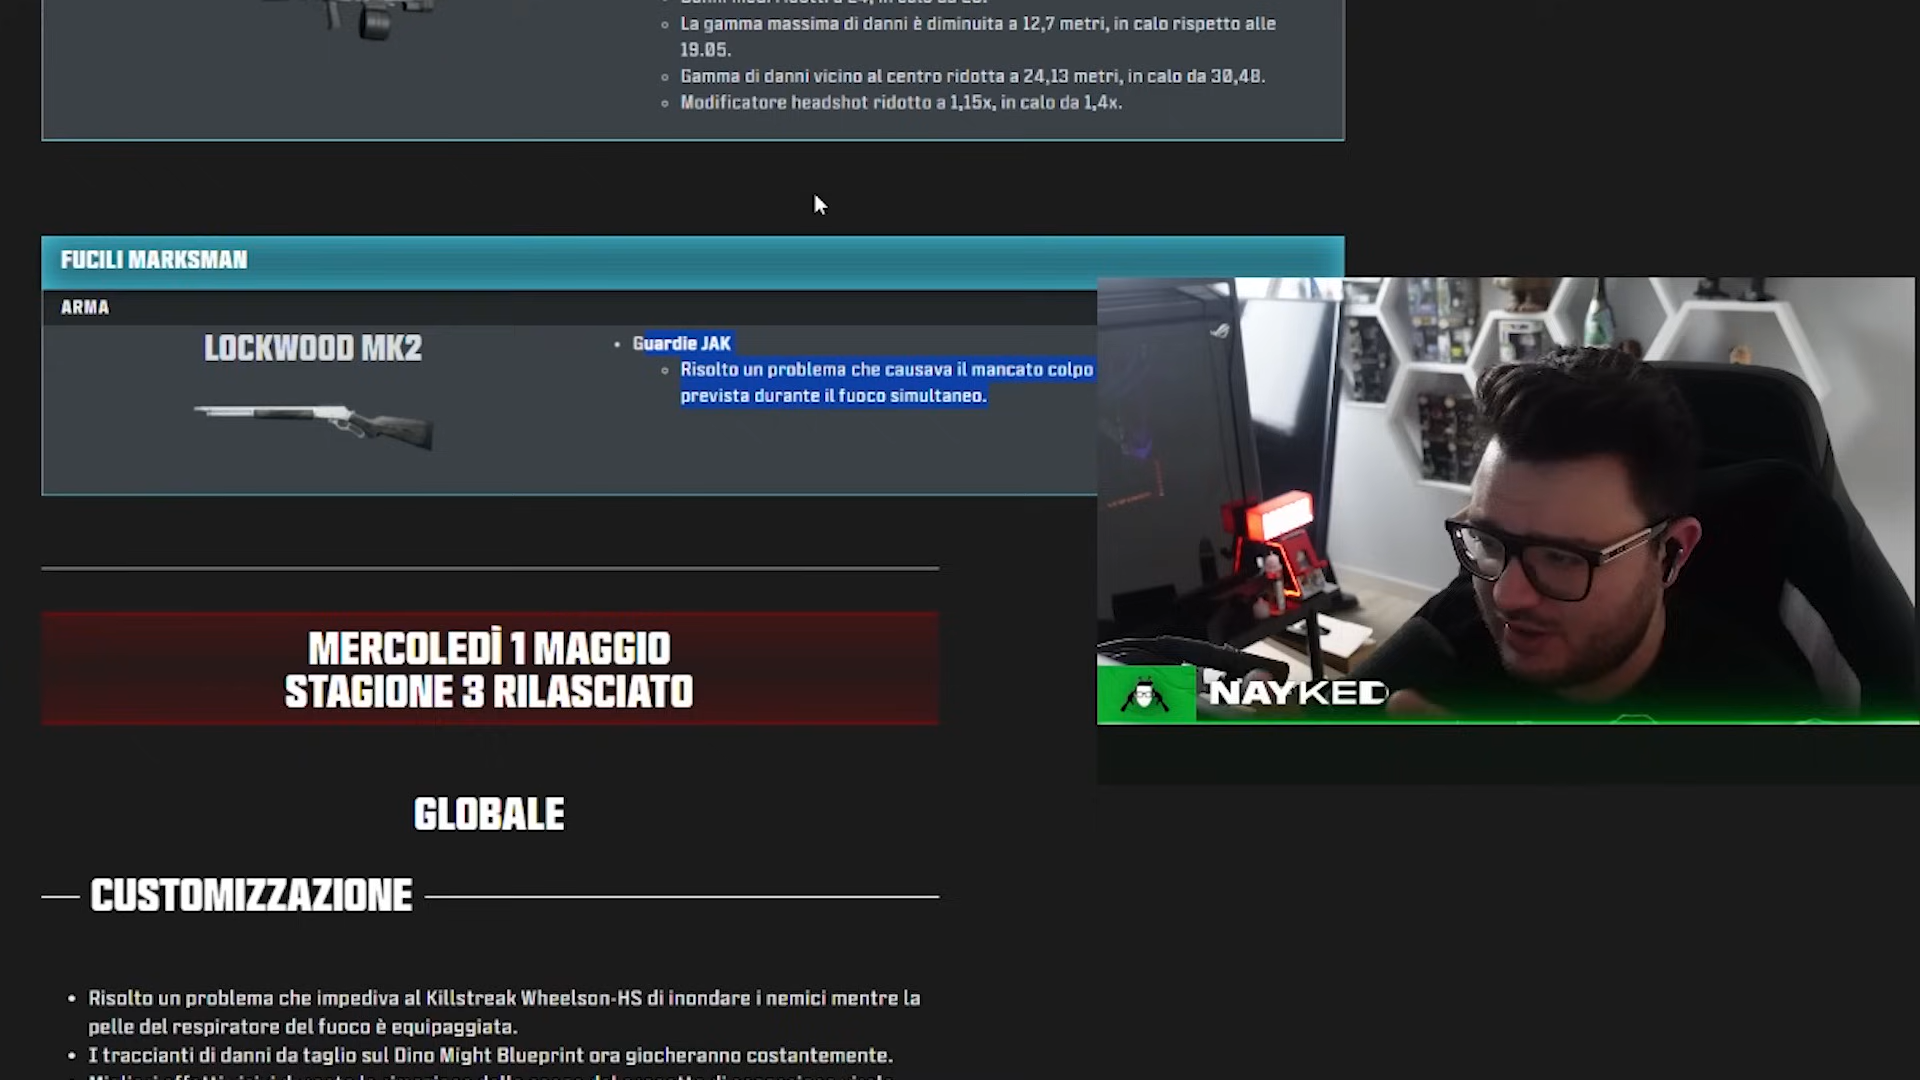 La gamma massima di danni è diminuita a 12,7 metri, in calo rispetto alle
19.05.
Gamma di danni vicino al centro ridotta a 24,13 metri, in calo da 30,48.
Modificatore headshot ridotto a 1,15x, in calo da 1,4x.
FUCILI MARKSMAN
ARMA
LOCKWOOD MK2
Guardie JAK
Risolto un problema che causava il mancato colpo
prevista durante il fuoco simultaneo.
MERCOLEDÌ 1 MAGGIO
STAGIONE 3 RILASCIATO
NAYKED
GLOBALE
CUSTOMIZZAZIONE
Risolto un problema che impediva al Killstreak Wheelson-HS di inondare i nemici mentre la
pelle del respiratore del fuoco è equipaggiata.
I traccianti di danni da taglio sul Dino Might Blueprint ora giocheranno costantemente.